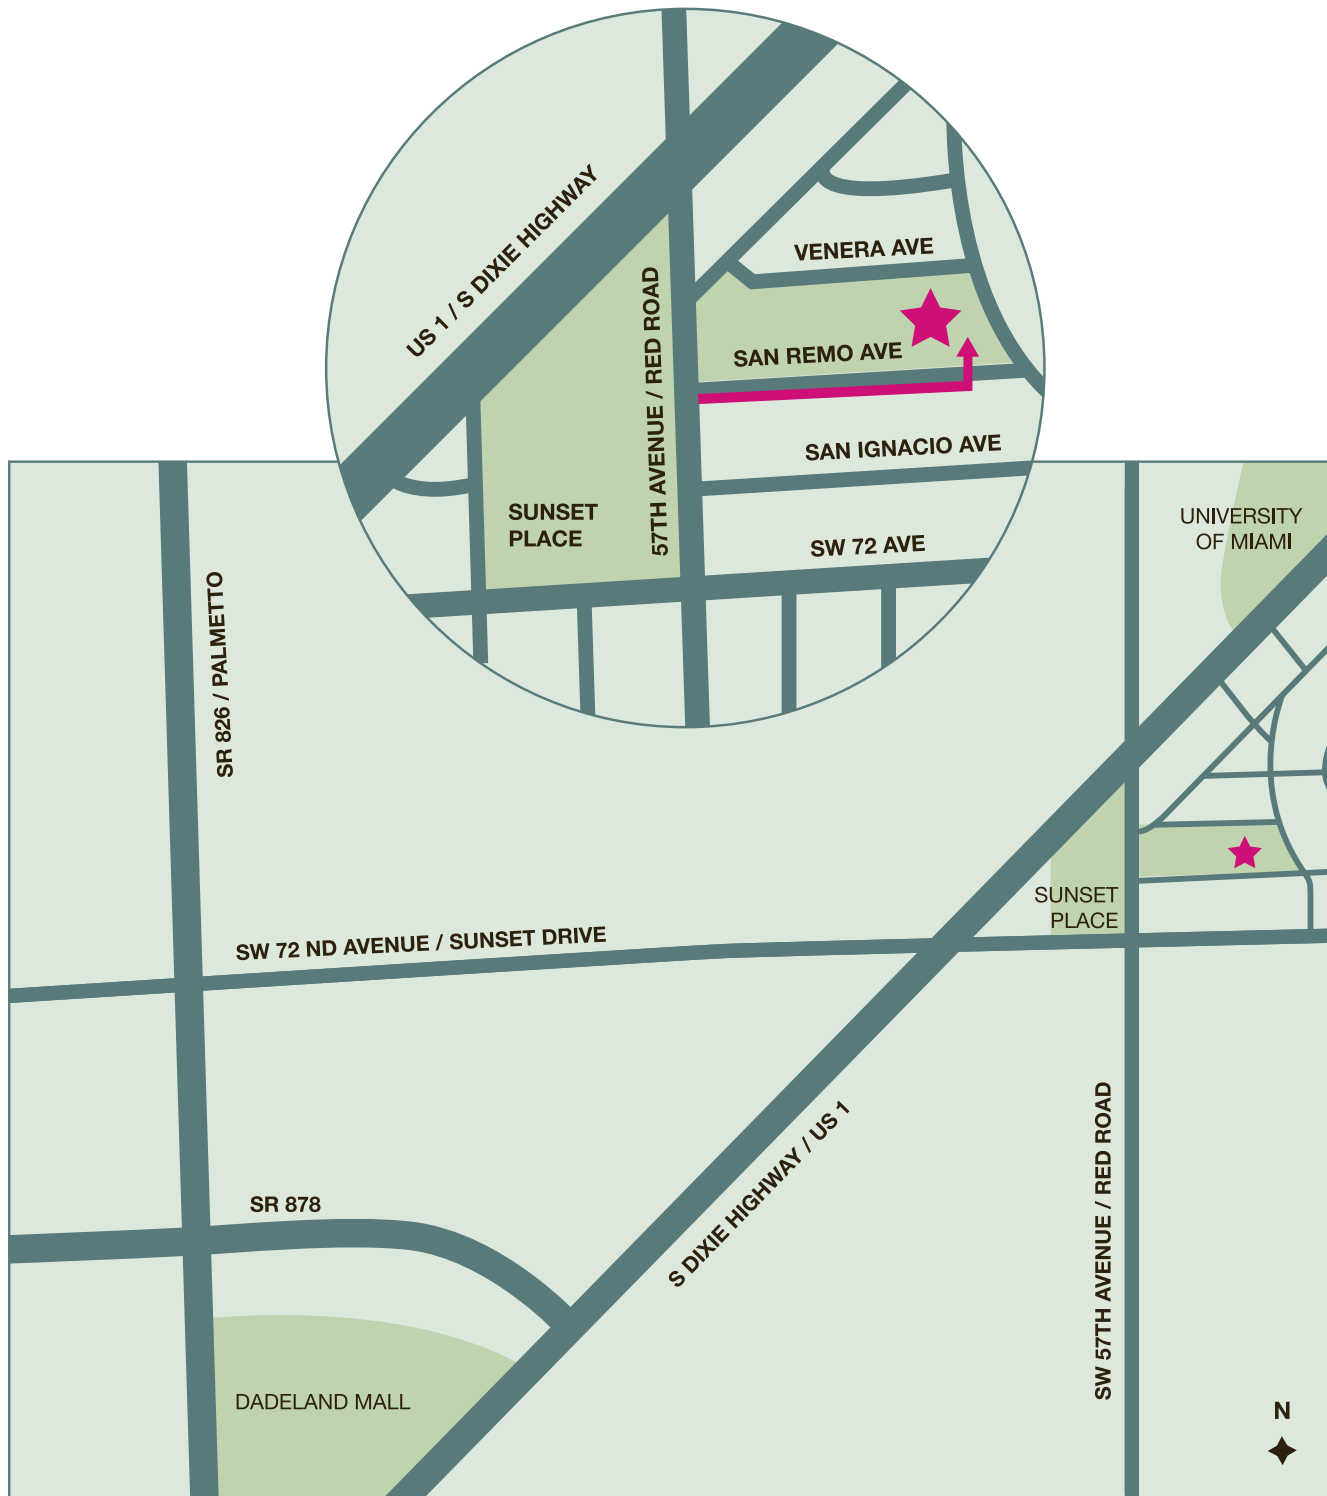 US 1 / S DIXIE HIGHWAY
VENERA AVE
57TH AVENUE / RED ROAD
SAN REMO AVE
SAN IGNACIO AVE
SUNSET
PLACE
SW 72 AVE
UNIVERSITY
OF MIAMI
SR 826 / PALMETTO
SUNSET
PLACE
SW 72 ND AVENUE / SUNSET DRIVE
S DIXIE HIGHWAY / US 1
SW 57TH AVENUE / RED ROAD
SR 878
DADELAND MALL
N